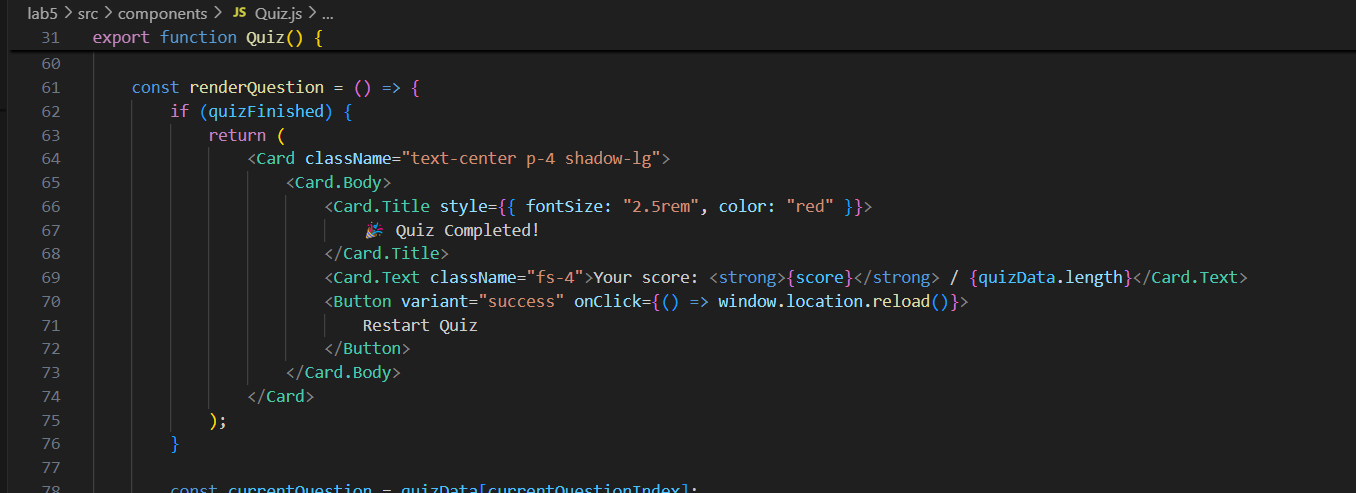 lab5 > src > components > JS Quiz.js > ...
31 export function Quiz() {
60
61 const renderQuestion = () => {
62 if (quizFinished) {
63 return (
64 <Card className="text-center p-4 shadow-lg">
65 <Card.Body>
66 <Card.Title style={{ fontSize: "2.5rem", color: "red" }}>
67 🎉 Quiz Completed!
68 </Card.Title>
69 <Card.Text className="fs-4">Your score: <strong>{score}</strong> / {quizData.length}</Card.Text>
70 <Button variant="success" onClick={() => window.location.reload()}>
71 Restart Quiz
72 </Button>
73 </Card.Body>
74 </Card>
75 );
76 }
77
78 const currentQuestion = quizData[currentQuestionIndex];